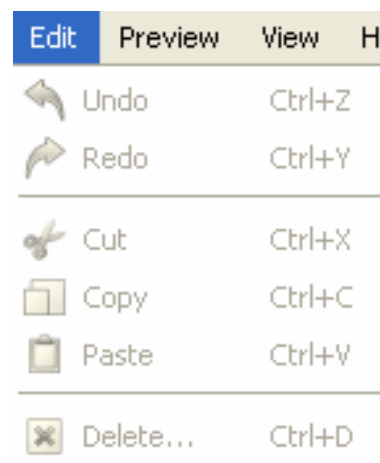 Edit Preview View H
Undo Ctrl+Z
Redo Ctrl+Y
Cut Ctrl+X
Copy Ctrl+C
Paste Ctrl+V
Delete... Ctrl+D